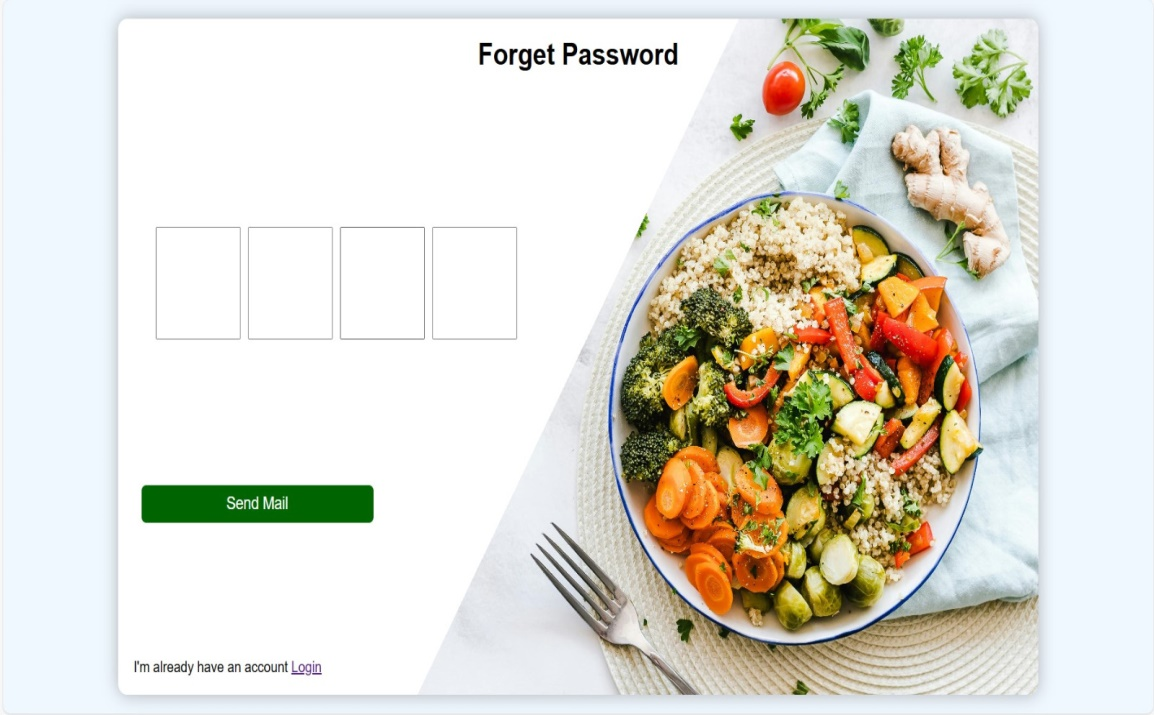 Forget Password
Send Mail
I'm already have an account Login